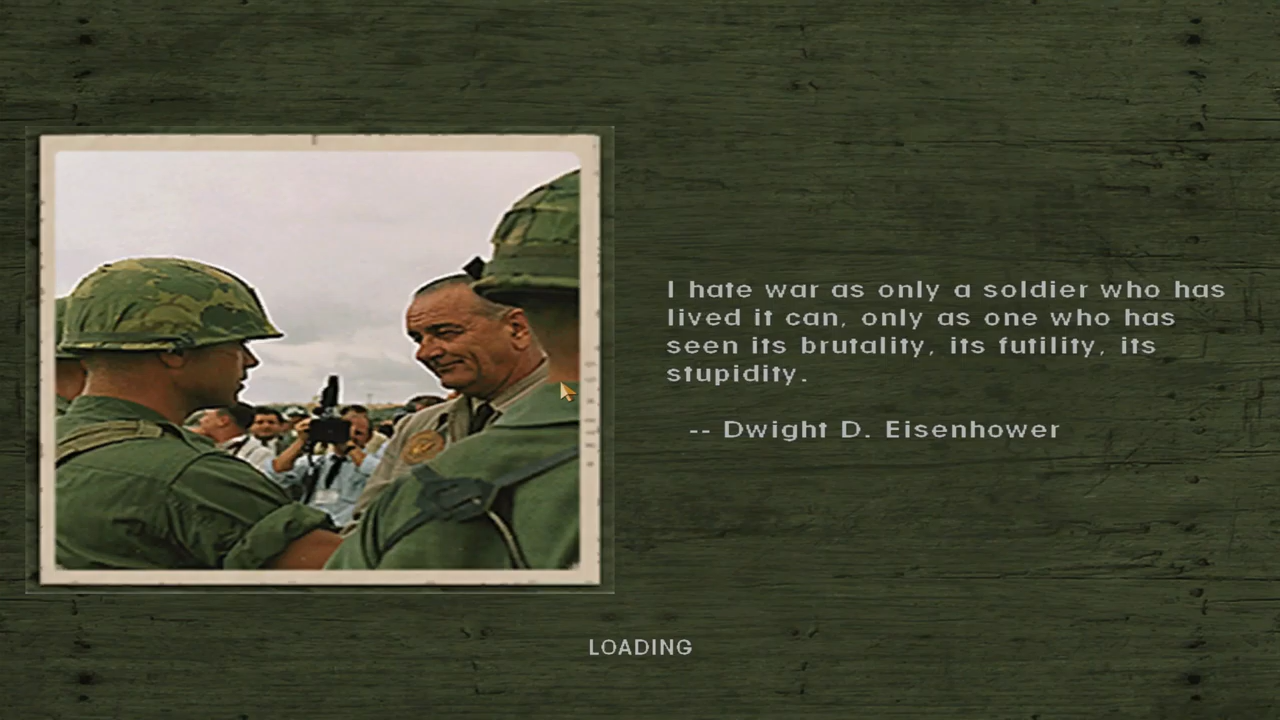 I hate war as only a soldier who has
lived it can, only as one who has
seen its brutality, its futility, its
stupidity.
-- Dwight D. Eisenhower
LOADING